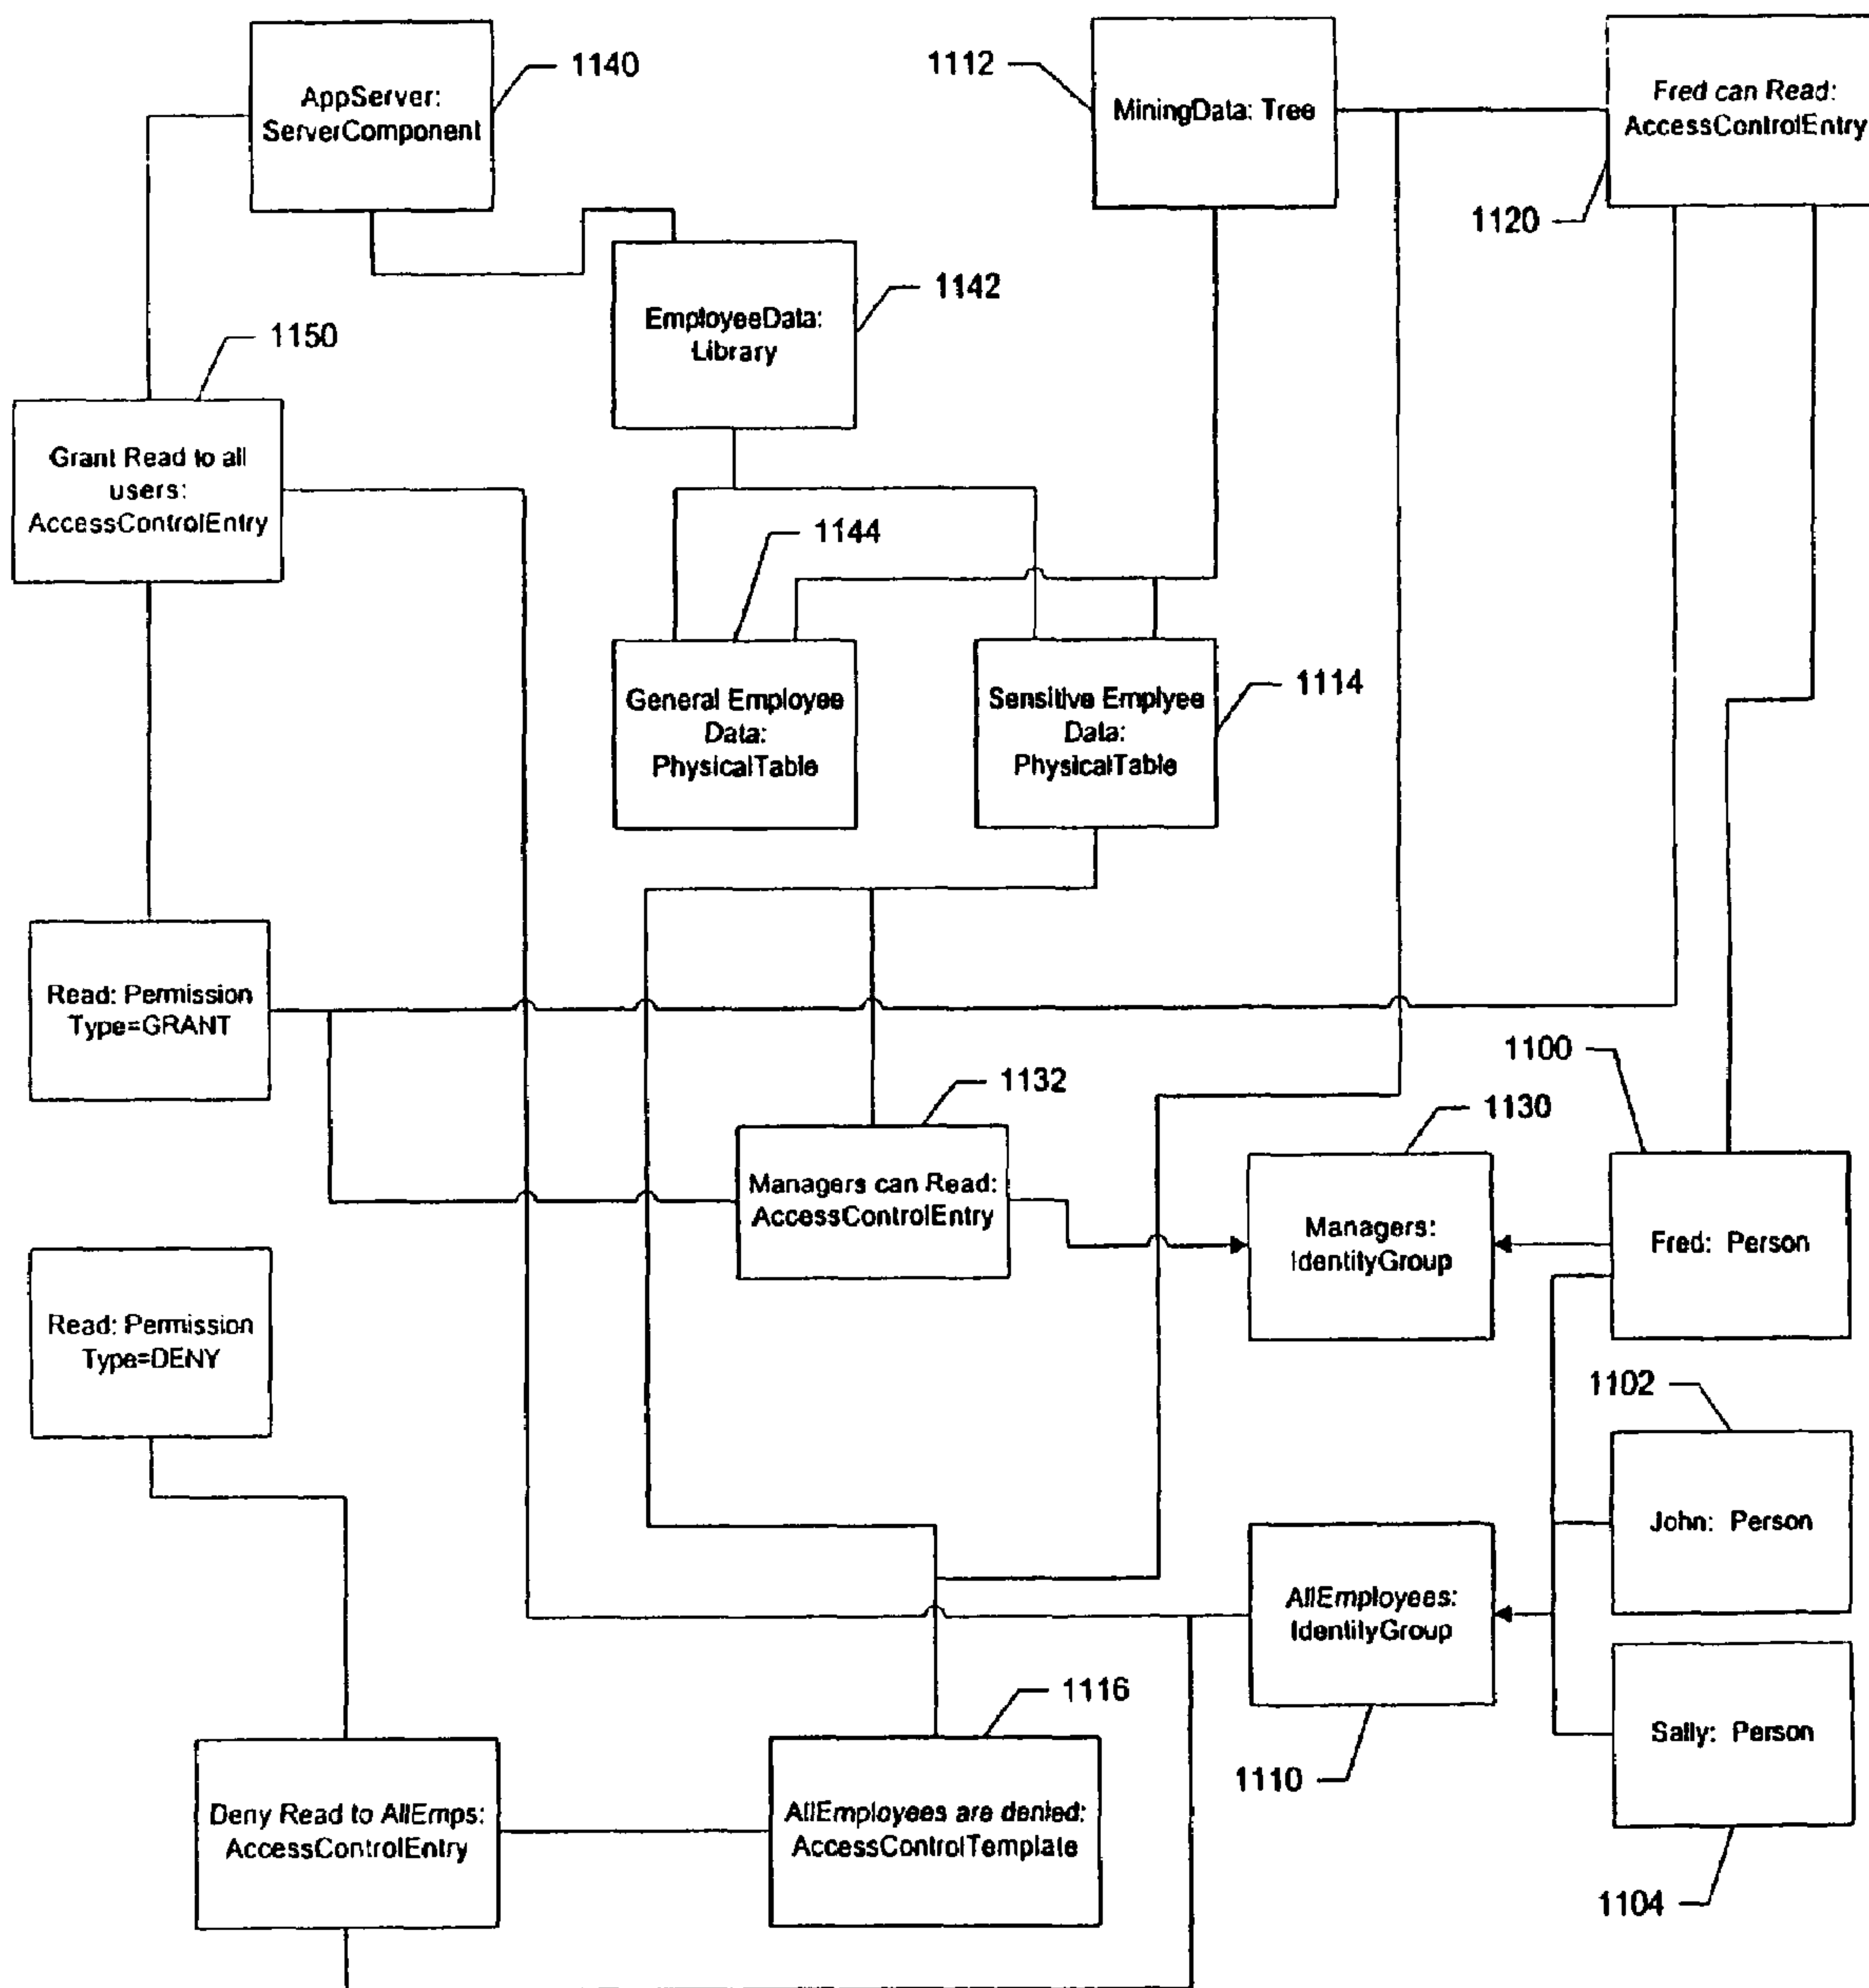 AppServer:
ServerComponent
1140
1112
MiningData: Tree
Fred can Read:
AccessControlEntry
1120
EmployeeData:
Library
1142
1150
Grant Read to all
users:
AccessControlEntry
1144
General Employee
Data:
PhysicalTable
Sensitive Emplyee
Data:
PhysicalTable
1114
Read: Permission
Type=GRANT
1132
Managers can Read:
AccessControlEntry
1130
Managers:
IdentityGroup
1100
Fred: Person
Read: Permission
Type=DENY
1102
John: Person
AllEmployees:
IdentityGroup
1110
Sally: Person
1104
Deny Read to AllEmps:
AccessControlEntry
1116
AllEmployees are denied:
AccessControlTemplate